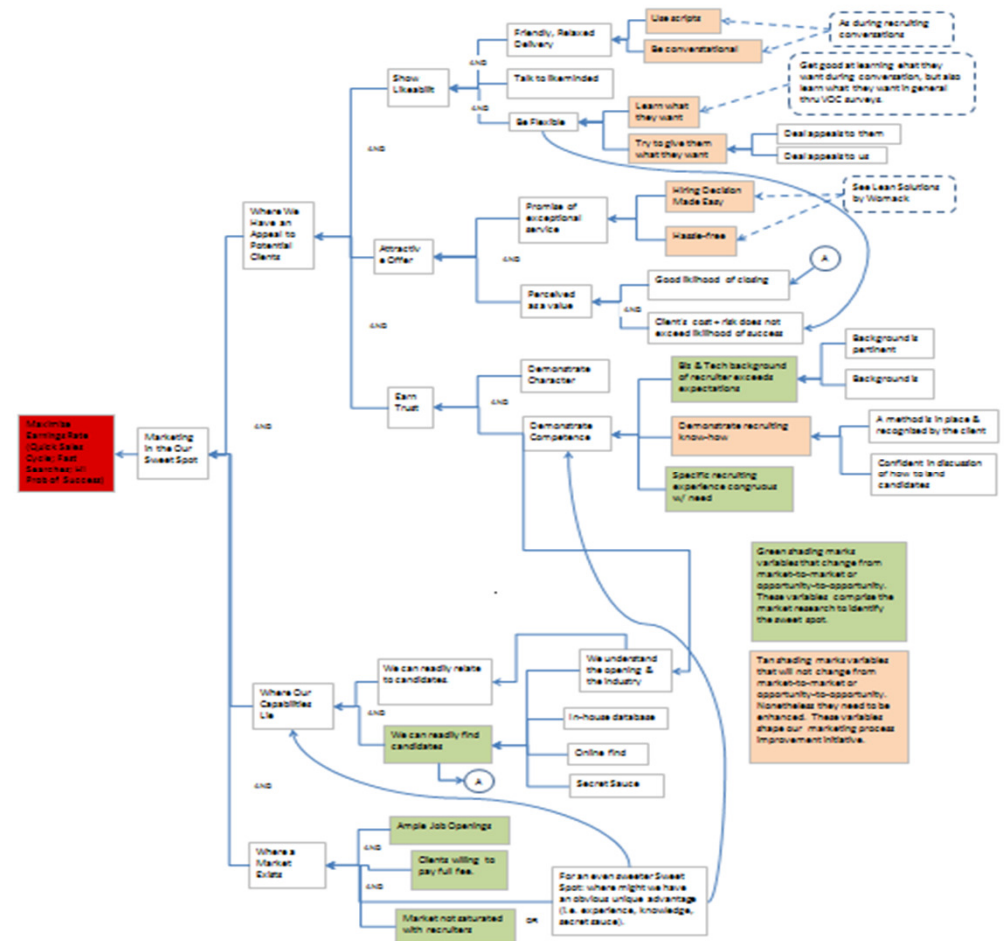 Use scripts
As during recruiting
conversations
Friendly, Relaxed
Delivery
Be converstational
AND
Get good at learning ehat they
want during conversation, but also
learn what they want in general
thru VOC surveys.
Show
Likeabilit
Talk to likeminded
AND
Learn what
they want
Be Flexible
Deal appeals to them
Try to give them
what they want
AND
Deal appeals to us
Hiring Decision
Made Easy
See Lean Solutions
by Womack
Where We
Have an
Appeal to
Potential
Clients
Promise of
exceptional
service
Hassle-free
Attractiv
e Offer
AND
A
Good liklihood of closing
Perceived
as a value
AND
Client's cost + risk does not
exceed liklihood of success
AND
Background is
pertinent
Demonstrate
Character
Bis & Tech background
of recruiter exceeds
expectations
Background is
Earn
Trust
AND
Maximise
Earnings Rate
(Quick Sales
Cycle; Fast
Searches; Hi
Prob of Success)
Marketing
in the Our
Sweet Spot
AND
Demonstrate
Competence
Demonstrate recruiting
know-how
A method is in place &
recognised by the client
Confident in discussion
of how to land
candidates
Specific recruiting
experience congruous
w/ need
Green shading marks
variables that change from
market-to-market or
opportunity-to-opportunity.
These variables comprise the
market research to identify
the sweet spot.
Tan shading marks variables
that will not change from
market-to-market or
opportunity-to-opportunity.
Nonetheless they need to be
enhanced. These variables
shape our marketing process
improvement initiative.
We can readily relate
to candidates.
We understand
the opening &
the industry
Where Our
Capabilities
Lie
AND
In-house database
We can readily find
candidates
Online find
A
Secret Sauce
AND
Ample Job Openings
AND
Where a
Market
Exists
Clients willing to
pay full fee.
AND
For an even sweeter Sweet
Spot: where might we have
an obvious unique advantage
(i.e. experience, knowledge,
secret sauce).
Market not saturated
with recruiters
OR